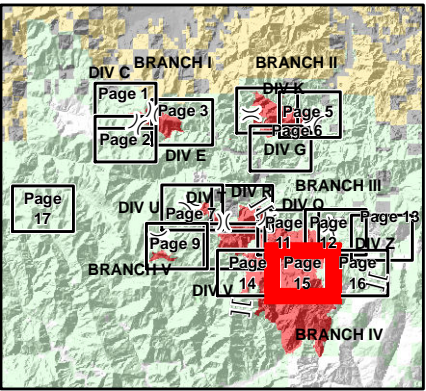 BRANCH I
BRANCH II
DIV C
DIV K
Page 1
Page 3
Page 5
Page 6
Page 2
DIV G
DIV E
BRANCH III
DIV R
Page
17
DIV U
DIV Q
Page 7
Page
11
Page
12
Page 13
Page 9
DIV Z
BRANCH V
Page
14
Page
15
Page
16
DIV V
BRANCH IV